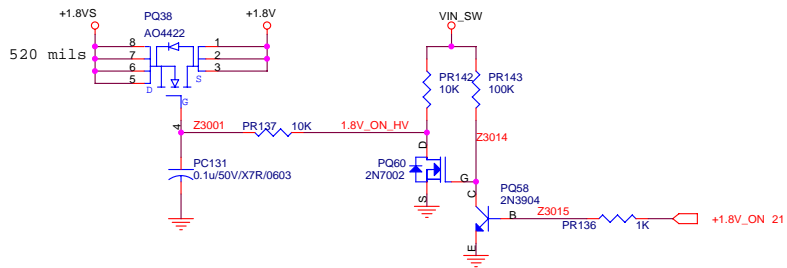 +1.8VS PQ38 +1.8V VIN_SW
AO4422
520 mils
8 1
7 2
6 3
5 D S
G
4
PR142 PR143
10K 100K
Z3001 PR137 10K 1.8V_ON_HV
Z3014
D
PC131
0.1u/50V/X7R/0603
PQ60
2N7002
G
S
PQ58
2N3904
C
B
E
Z3015
PR136 1K
+1.8V_ON 21